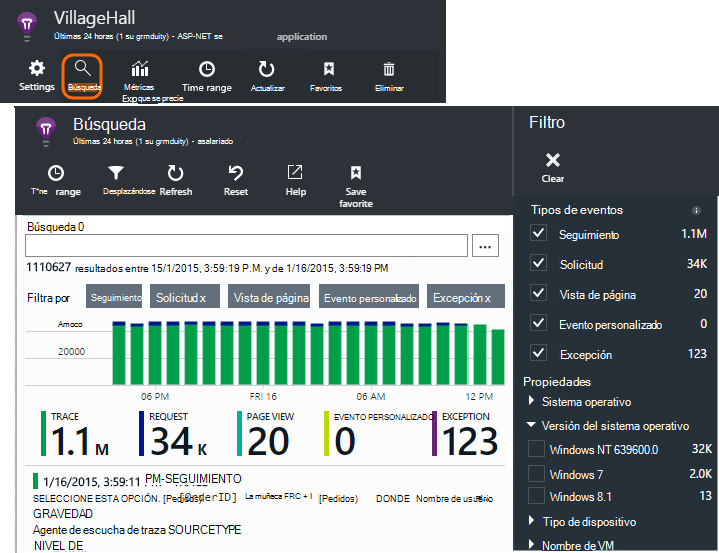 VillageHall
Últimas 24 horas (1 su grmduity) - ASP-NET se application
Settings
Búsqueda
Métricas
Exp que se precie
Time range
Actualizar
Favoritos
Eliminar
Búsqueda
Últimas 24 horas (1 su grmduity) - asalariado
T"ne range
Desplazándose
Refresh
Reset
Help
Save
favorite
Búsqueda 0
...
1110627 resultados entre 15/1/2015, 3:59:19 P.M. y de 1/16/2015, 3:59:19 PM
Filtra por
Seguimiento
Solicitud x
Vista de página
Evento personalizado
Excepción x
Amoco
20000
06 PM
FRI 16
06 AM
12 PM
TRACE
1.1 M
REQUEST
34 K
PAGE VIEW
20
EVENTO PERSONALIZADO
0
EXCEPTION
123
1/16/2015, 3:59:11 PM-SEGUIMIENTO
SELECCIONE ESTA OPCIÓN. [Pedidos] [OrderID] La muñeca FRC + I [Pedidos] DONDE Nombre de usuario
GRAVEDAD
Agente de escucha de traza SOURCETYPE
NIVEL DE
Filtro
Clear
Tipos de eventos
Seguimiento 1.1M
Solicitud 34K
Vista de página 20
Evento personalizado 0
Excepción 123
Propiedades
Sistema operativo
Versión del sistema operativo
Windows NT 639600.0 32K
Windows 7 2.0K
Windows 8.1 13
Tipo de dispositivo
Nombre de VM